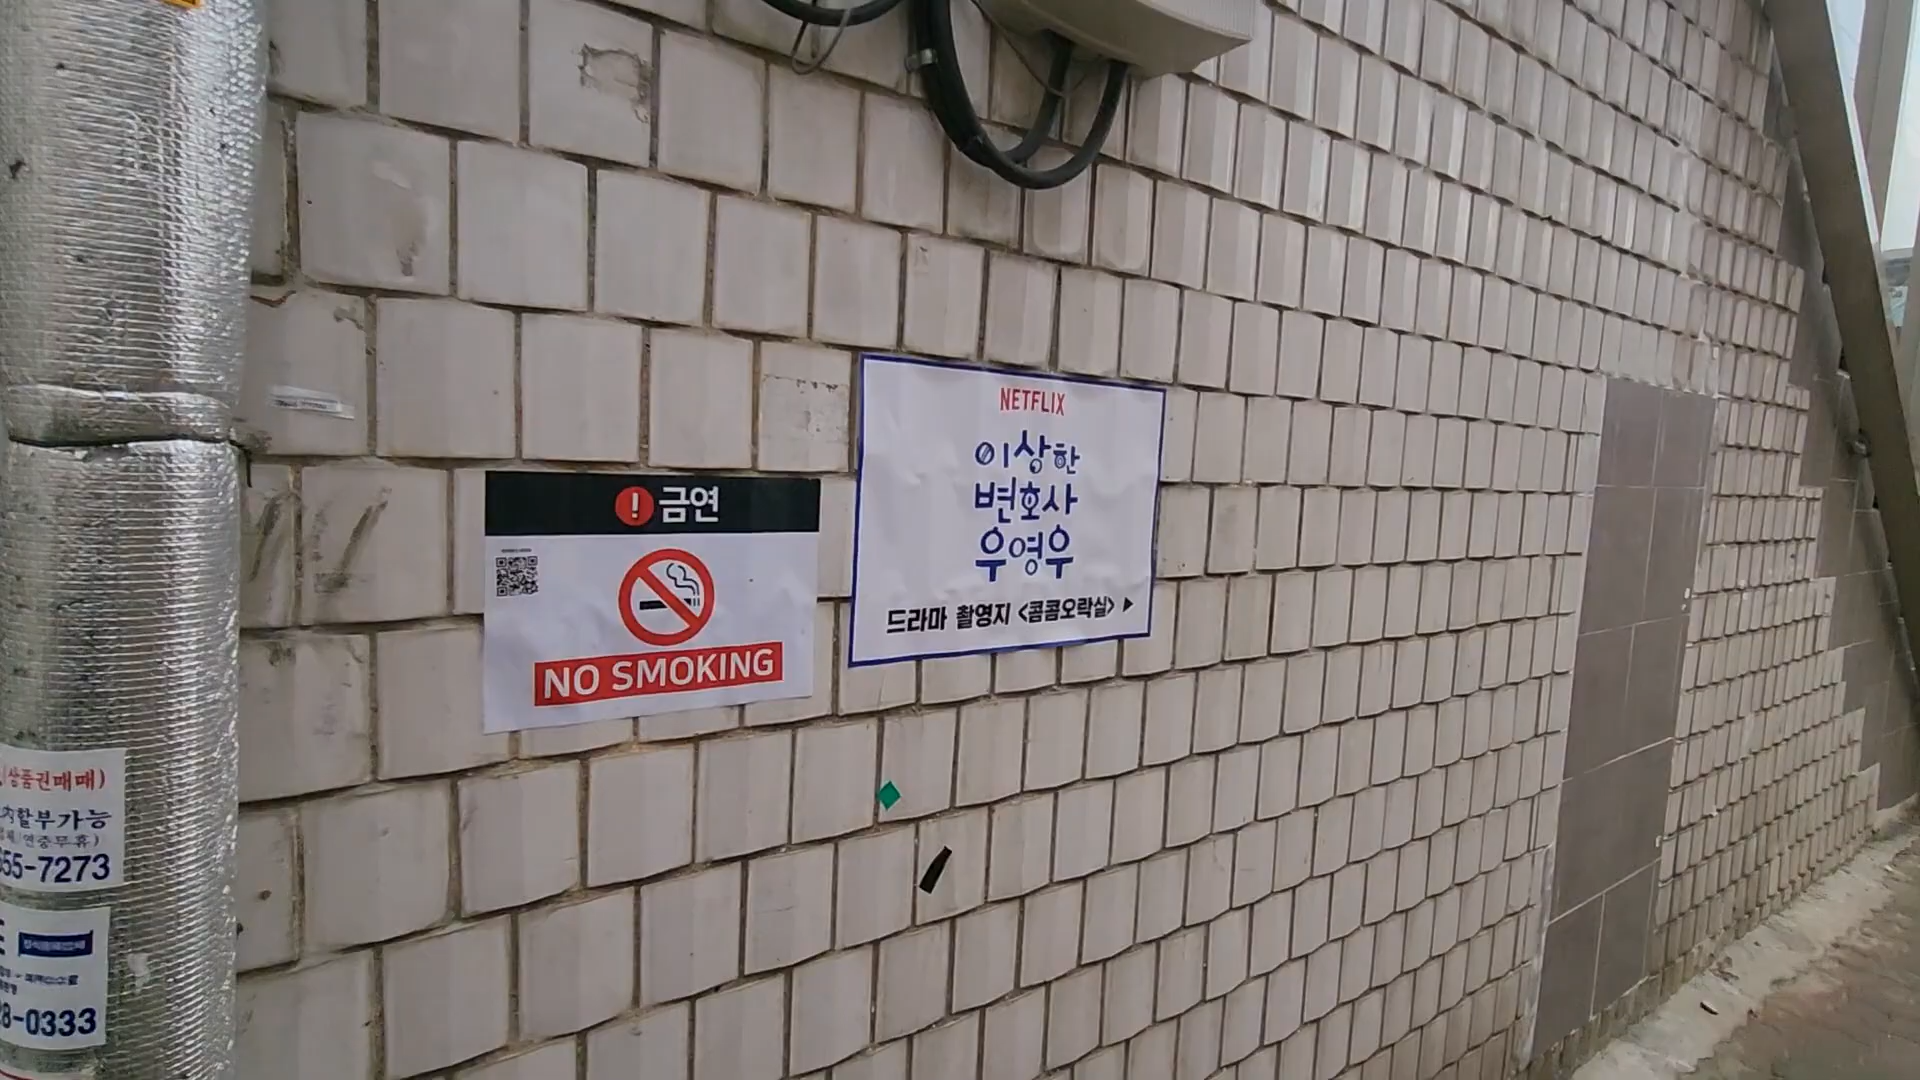 금연
NO SMOKING
NETFLIX
이상한
변호사
우영우
드라마 촬영지 <콤콤오락실> ▶
(상품권매매)
할부가능
연중무휴)
55-7273
8-0333